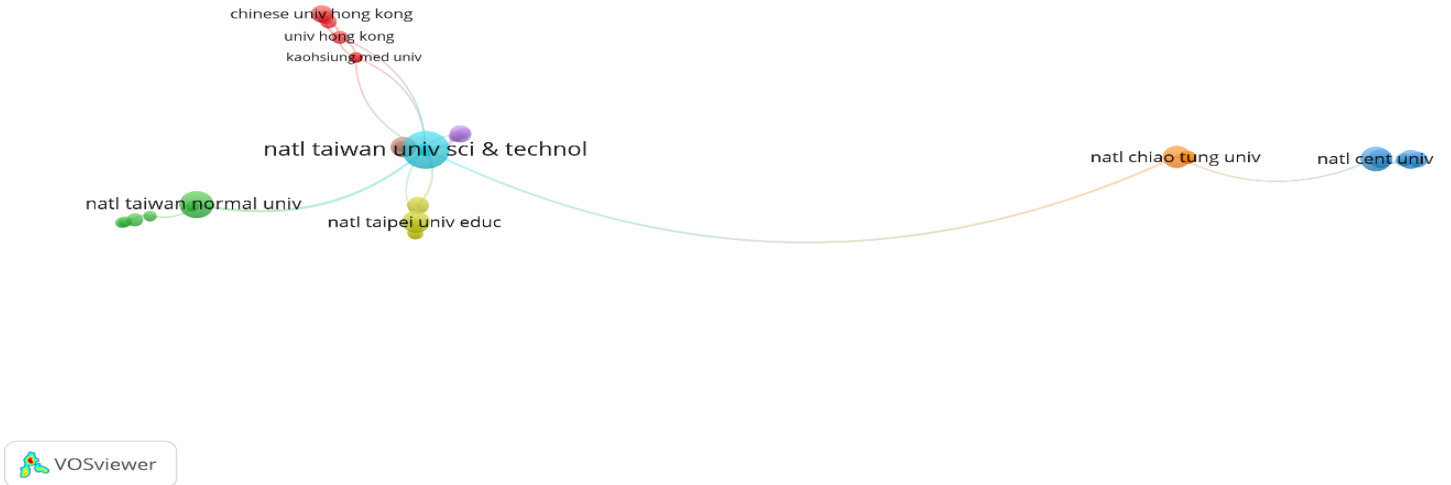 chinese univ hong kong
univ hong kong
kaohsiung med univ
natl taiwan univ sci & technol
natl chiao tung univ
natl cent univ
natl taiwan normal univ
natl taipei univ educ
VOSviewer